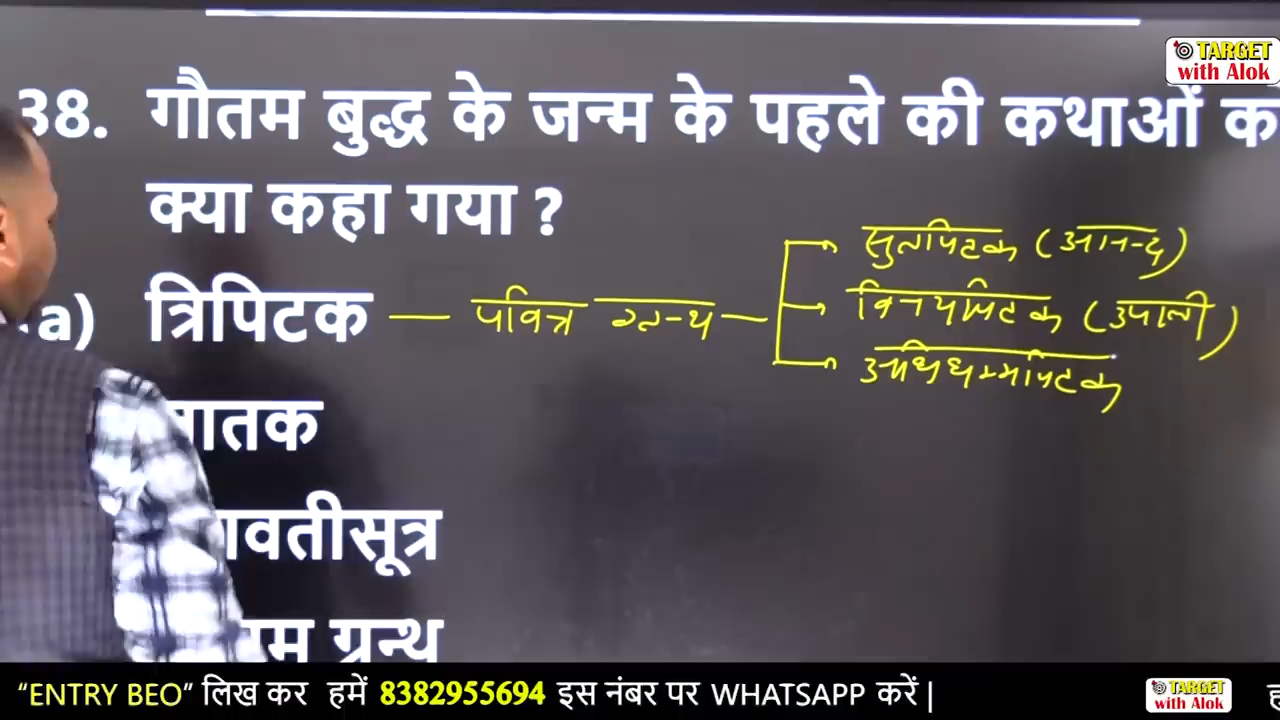 TARGET
with Alok
38. गौतम बुद्ध के जन्म के पहले की कथाओं क
क्या कहा गया ?
a) त्रिपिटक — पवित्र ग्रन्थ —
सुत्तपिटक (आनन्द)
विनयपिटक (उपाली)
अभिधम्मपिटक
ातक
ावतीसूत्र
म ग्रन्थ
“ENTRY BEO” लिख कर हमें 8382955694 इस नंबर पर WHATSAPP करें |
TARGET
with Alok